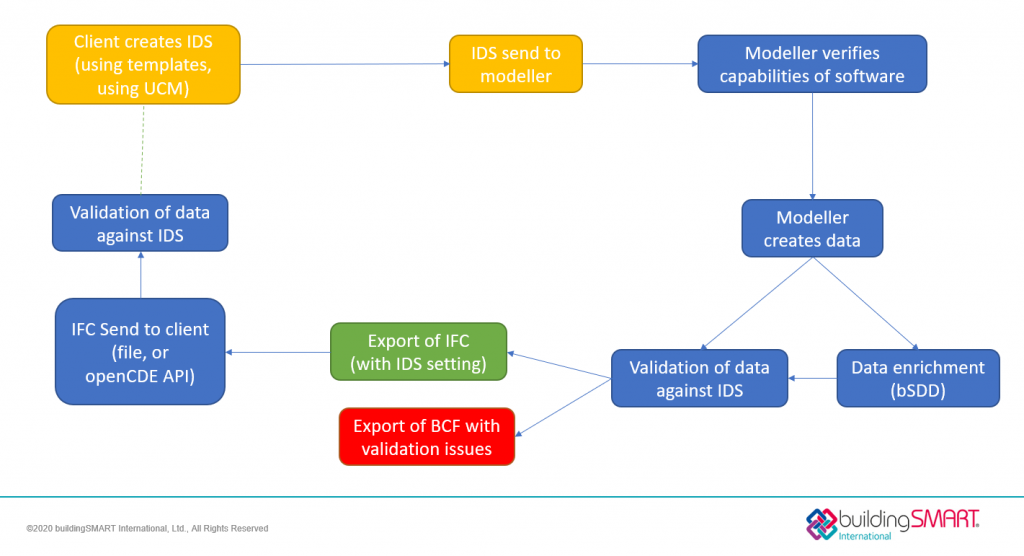 Client creates IDS
(using templates,
using UCM)
IDS send to
modeller
Modeller verifies
capabilities of software
Validation of data
against IDS
Modeller
creates data
IFC Send to client
(file, or
openCDE API)
Export of IFC
(with IDS setting)
Validation of data
against IDS
Data enrichment
(bSDD)
Export of BCF with
validation issues
©2020 buildingSMART International, Ltd., All Rights Reserved
buildingSMART®
International